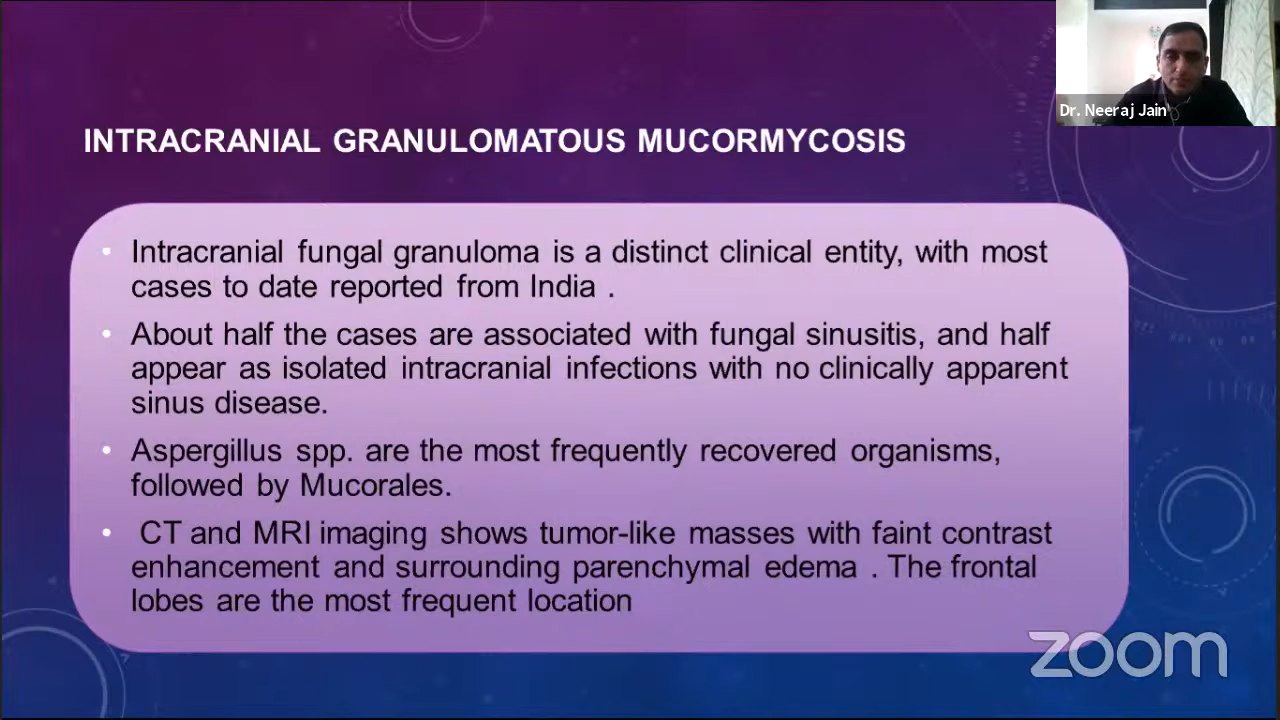 Dr. Neeraj Jain
INTRACRANIAL GRANULOMATOUS MUCORMYCOSIS
• Intracranial fungal granuloma is a distinct clinical entity, with most
cases to date reported from India .
• About half the cases are associated with fungal sinusitis, and half
appear as isolated intracranial infections with no clinically apparent
sinus disease.
• Aspergillus spp. are the most frequently recovered organisms,
followed by Mucorales.
• CT and MRI imaging shows tumor-like masses with faint contrast
enhancement and surrounding parenchymal edema . The frontal
lobes are the most frequent location
zoom